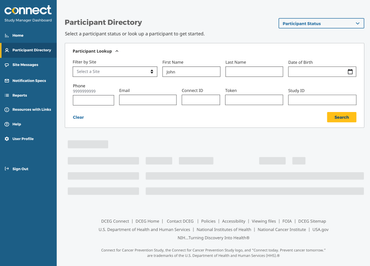 connect
Study Manager Dashboard
Home
Participant Directory
Site Messages
Notification Specs
Reports
Resources with Links
Help
User Profile
Sign Out
Participant Directory
Participant Status
Select a participant status or look up a participant to get started.
Participant Lookup
Filter by Site
First Name
Last Name
Date of Birth
Select a Site
John
Phone
Email
Connect ID
Token
Study ID
Clear
Search
DCEG Connect | DCEG Home | Contact DCEG | Policies | Accessibility | Viewing files | FOIA | DCEG Sitemap
U.S. Department of Health and Human Services | National Institutes of Health | National Cancer Institute | USA.gov
NIH... Turning Discovery Into Health®
Connect for Cancer Prevention Study, the Connect for Cancer Prevention Study logo, and "Connect today. Prevent cancer tomorrow."
are trademarks of the U.S. Department of Health and Human Services (HHS).